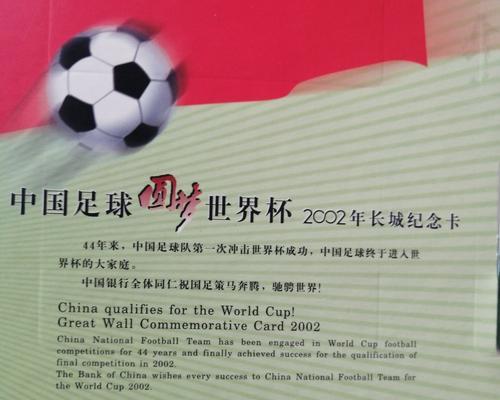 中国足球圆梦世界杯 2002年长城纪念卡
44年来，中国足球队第一次冲击世界杯成功，中国足球终于进入世
界杯的大家庭。
中国银行全体同仁祝国足策马奔腾，驰骋世界！
China qualifies for the World Cup!
Great Wall Commemorative Card 2002
China National Football Team has been engaged in World Cup football
competitions for 44 years and finally achieved success for the qualification of
final competition in 2002.
The Bank of China wishes every success to China National Football Team for
the World Cup 2002.